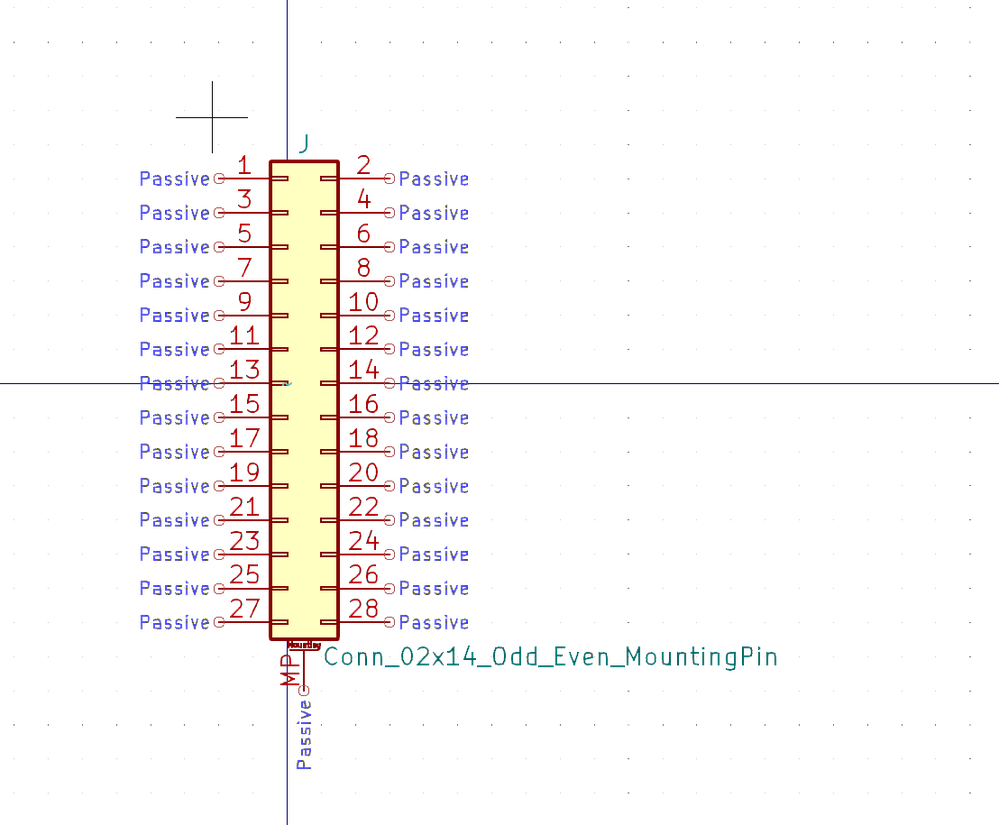 J
Passive 1 2 Passive
Passive 3 4 Passive
Passive 5 6 Passive
Passive 7 8 Passive
Passive 9 10 Passive
Passive 11 12 Passive
Passive 13 14 Passive
Passive 15 16 Passive
Passive 17 18 Passive
Passive 19 20 Passive
Passive 21 22 Passive
Passive 23 24 Passive
Passive 25 26 Passive
Passive 27 28 Passive
Mounting
MP
Conn_02x14_Odd_Even_MountingPin
Passive